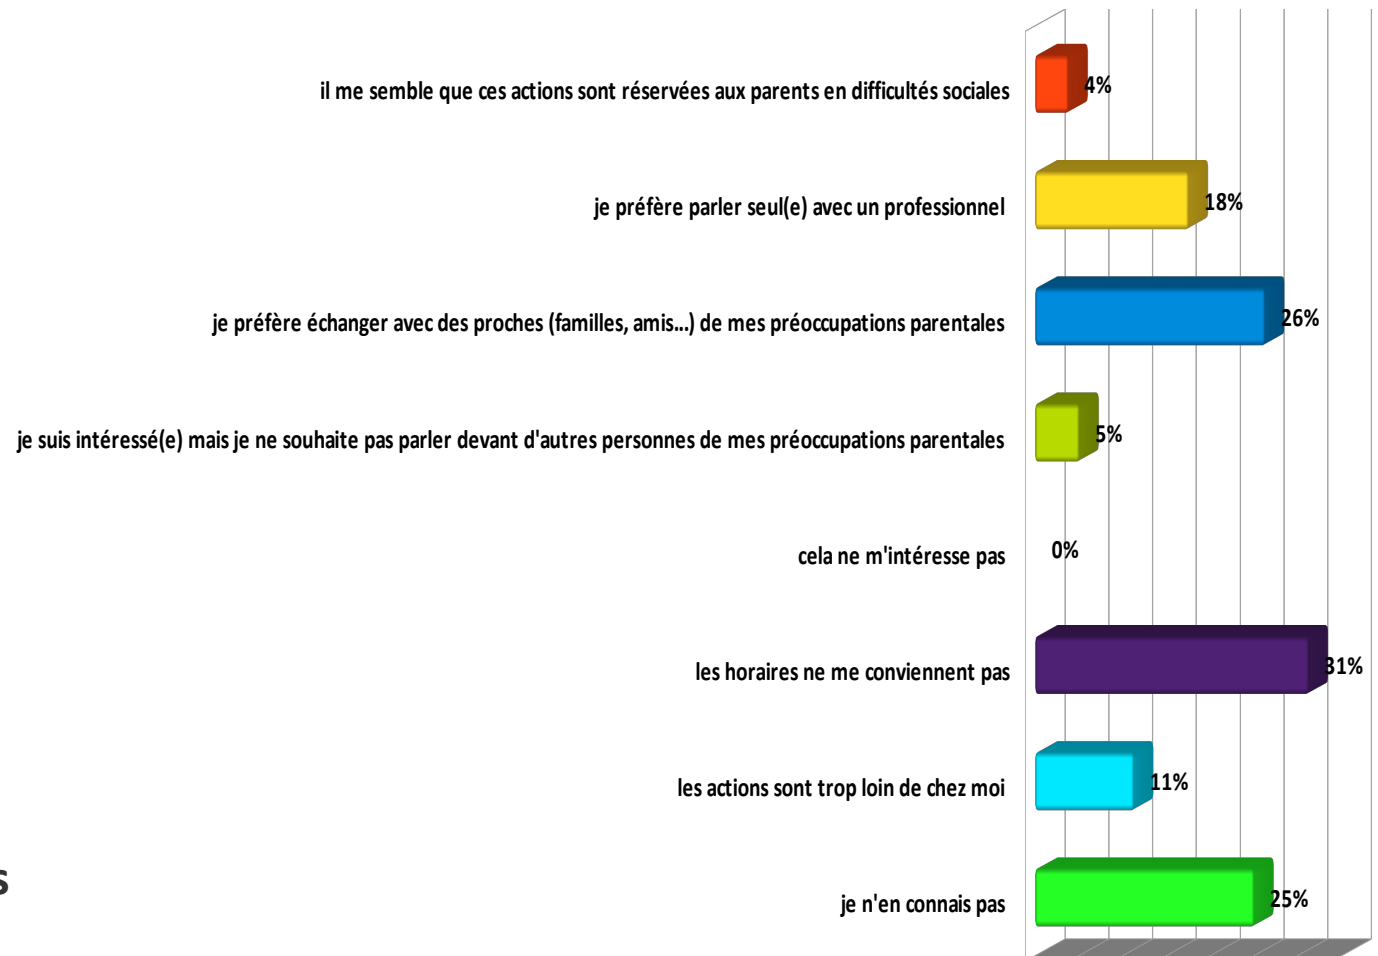 il me semble que ces actions sont réservées aux parents en difficultés sociales 4%
je préfère parler seul(e) avec un professionnel 18%
je préfère échanger avec des proches (familles, amis...) de mes préoccupations parentales 26%
je suis intéressé(e) mais je ne souhaite pas parler devant d'autres personnes de mes préoccupations parentales 5%
cela ne m'intéresse pas 0%
les horaires ne me conviennent pas 31%
les actions sont trop loin de chez moi 11%
s
je n'en connais pas 25%